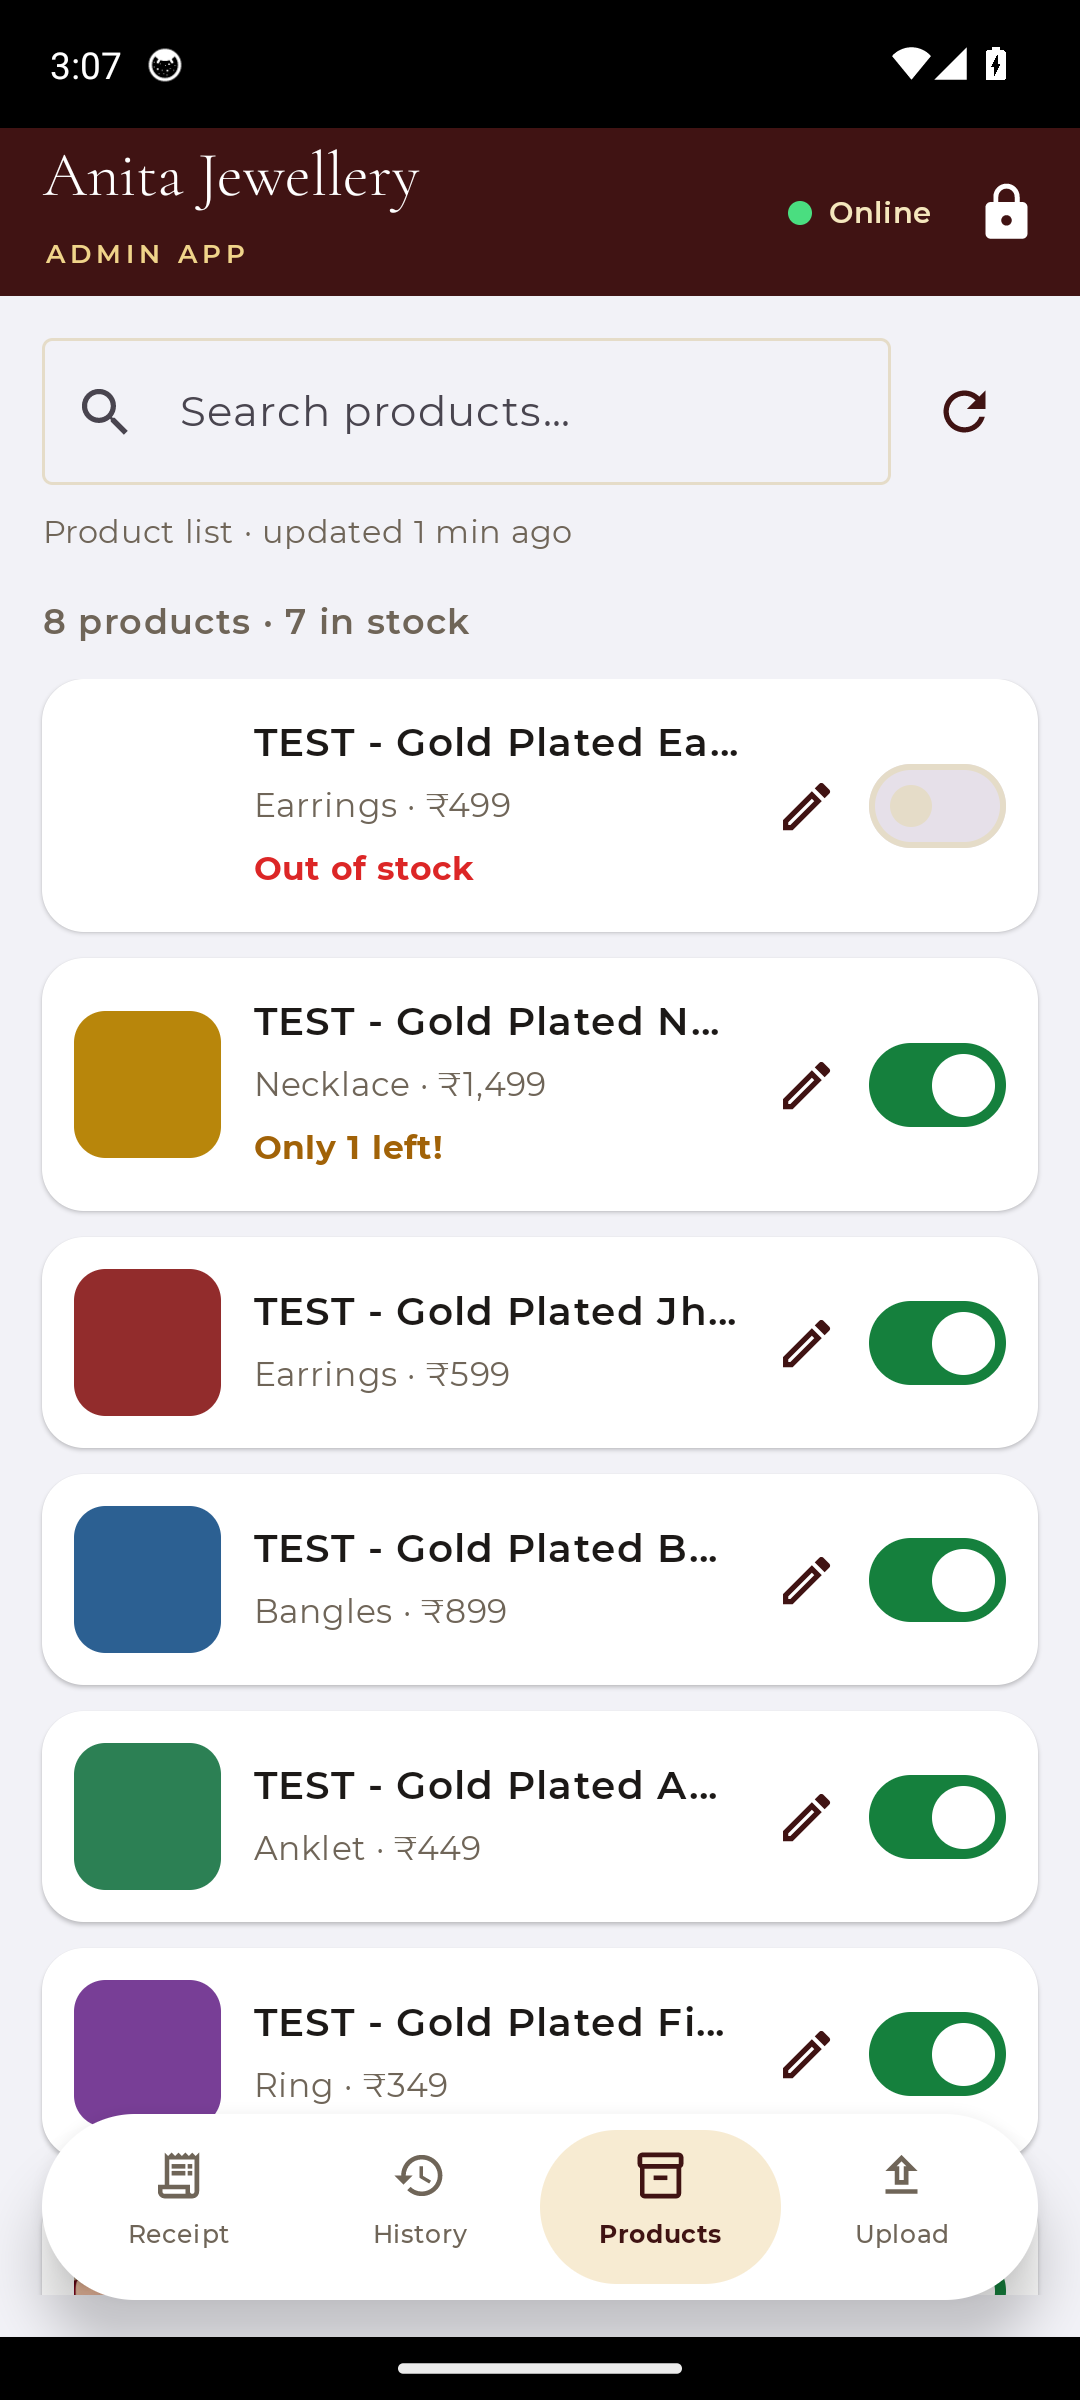 3:07
Anita Jewellery
ADMIN APP
Online
Search products...
Product list · updated 1 min ago
8 products · 7 in stock
TEST - Gold Plated Ea...
Earrings · ₹499
Out of stock
TEST - Gold Plated N...
Necklace · ₹1,499
Only 1 left!
TEST - Gold Plated Jh...
Earrings · ₹599
TEST - Gold Plated B...
Bangles · ₹899
TEST - Gold Plated A...
Anklet · ₹449
TEST - Gold Plated Fi...
Ring · ₹349
Receipt
History
Products
Upload